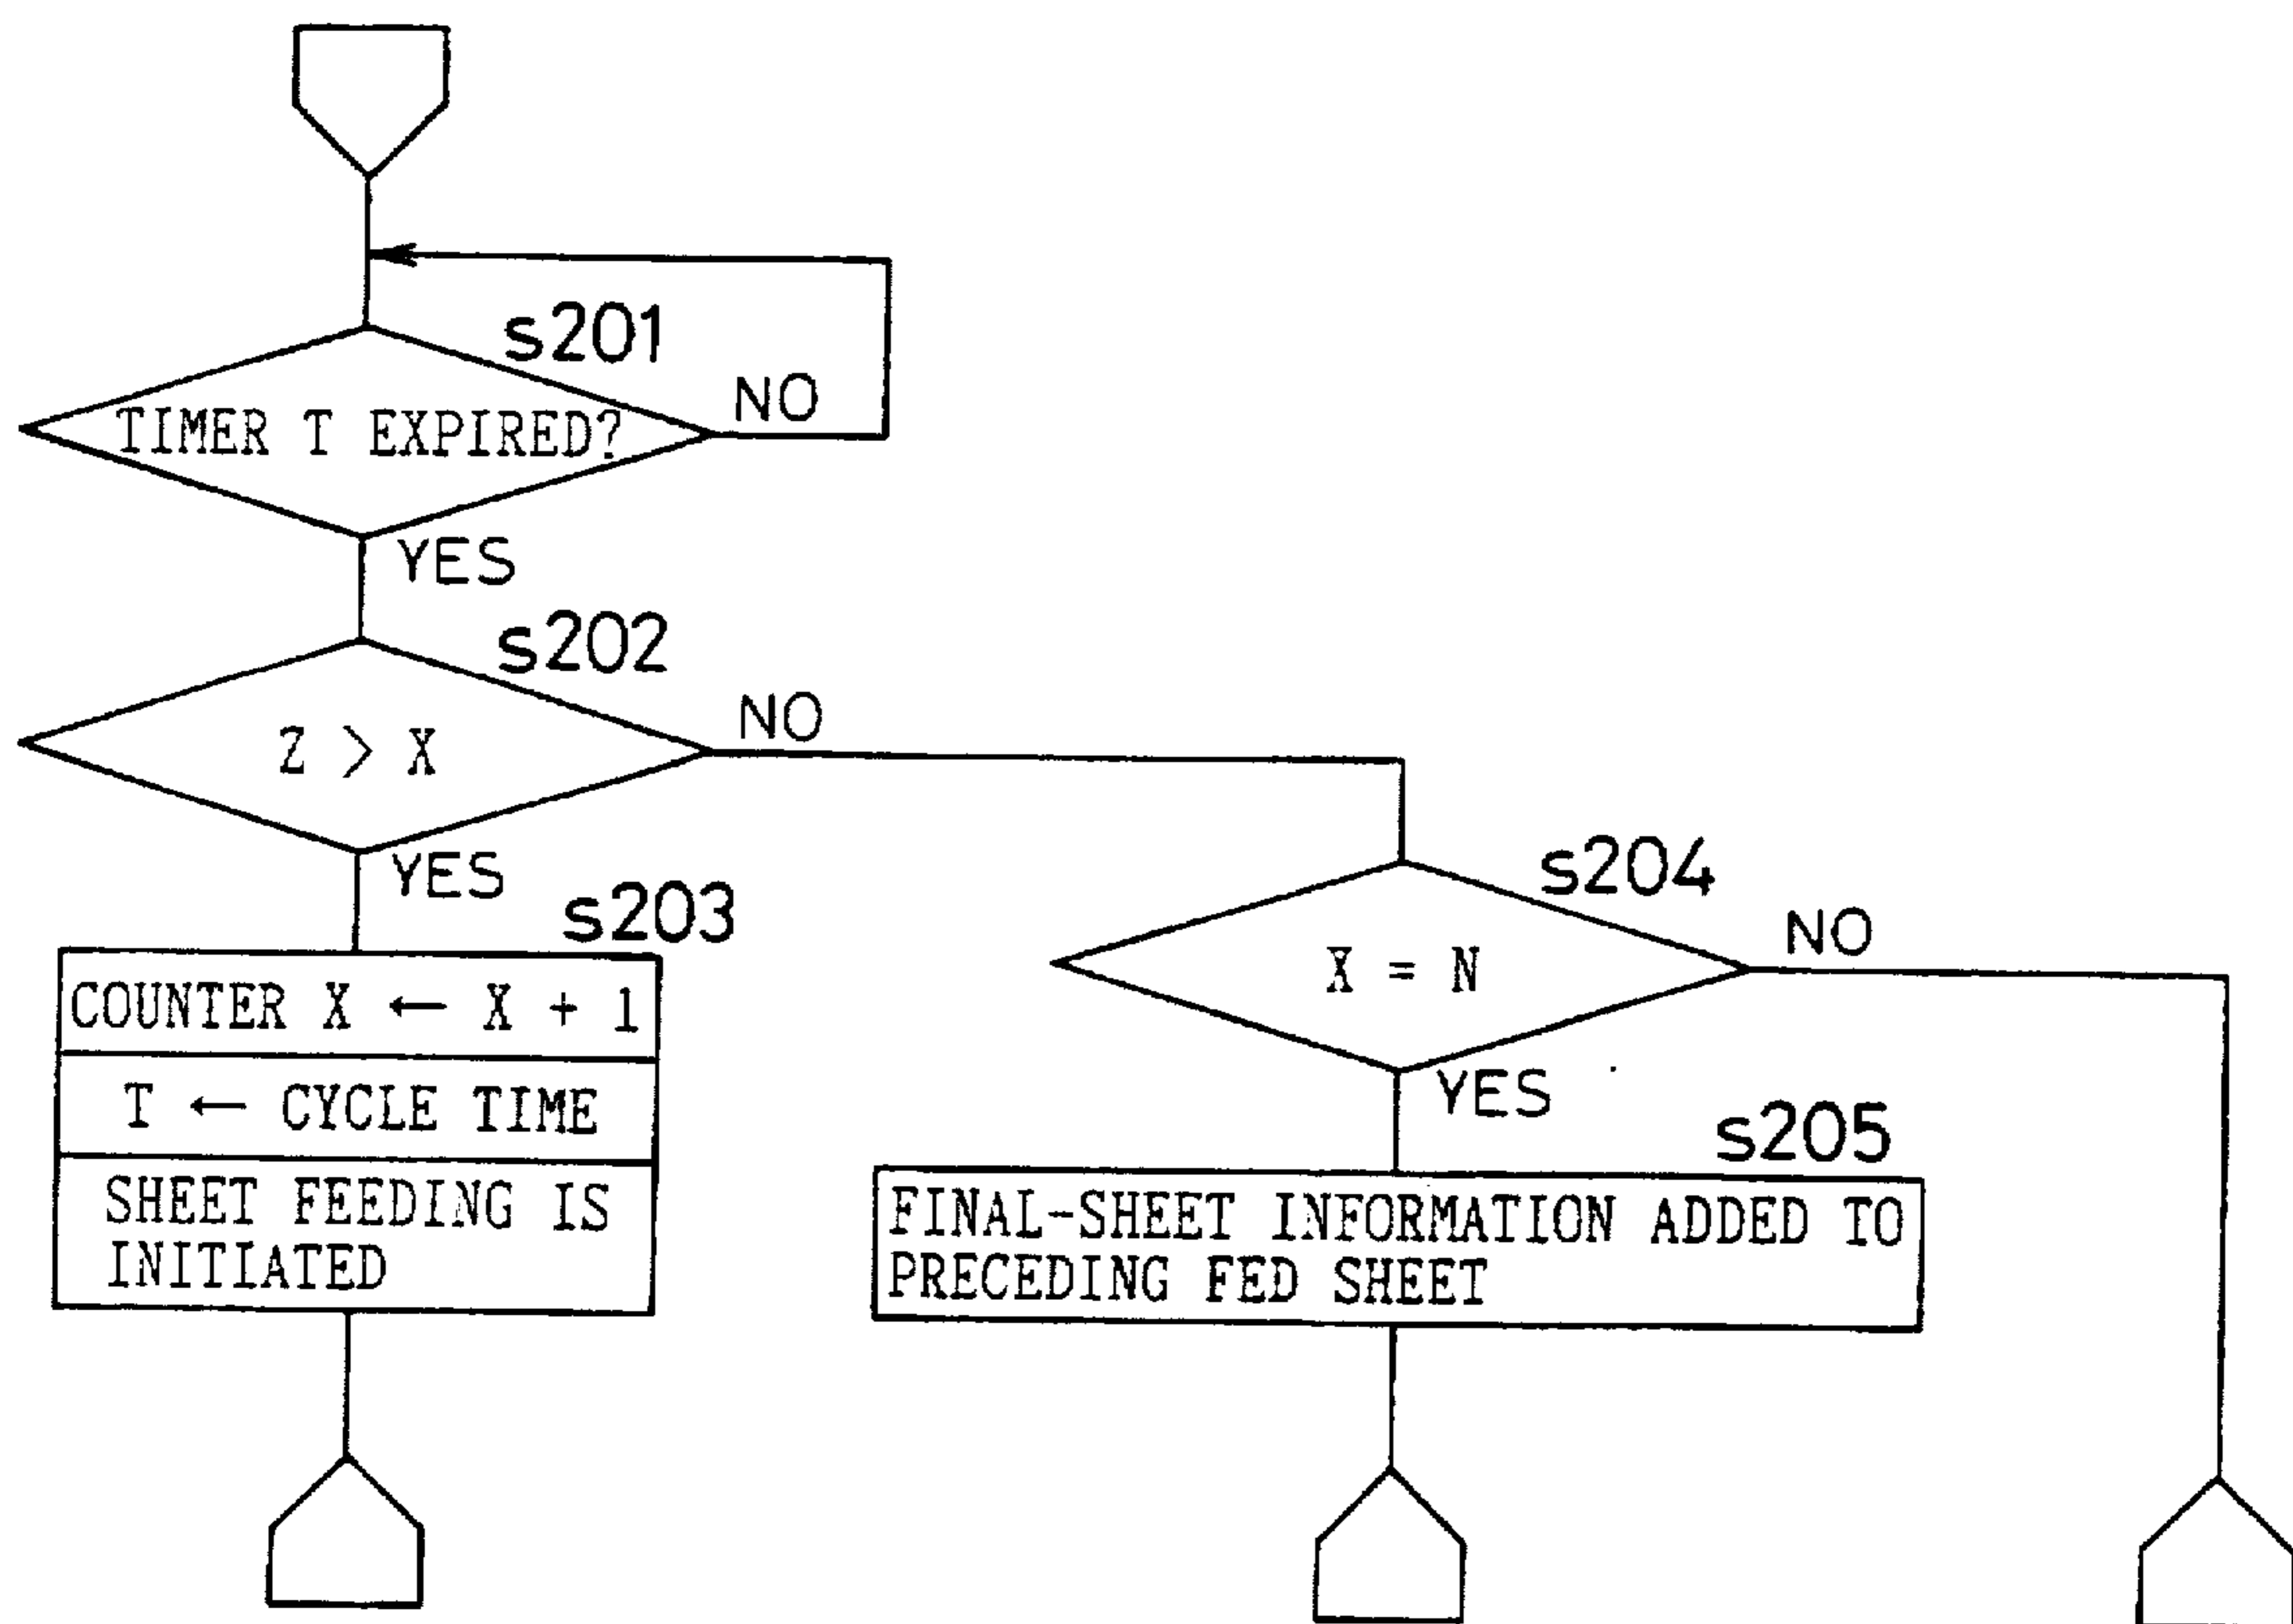 s201
TIMER T EXPIRED?
NO
YES
s202
Z > X
NO
YES
s203
COUNTER X ← X + 1
T ← CYCLE TIME
SHEET FEEDING IS
INITIATED
s204
X = N
NO
YES
s205
FINAL-SHEET INFORMATION ADDED TO
PRECEDING FED SHEET